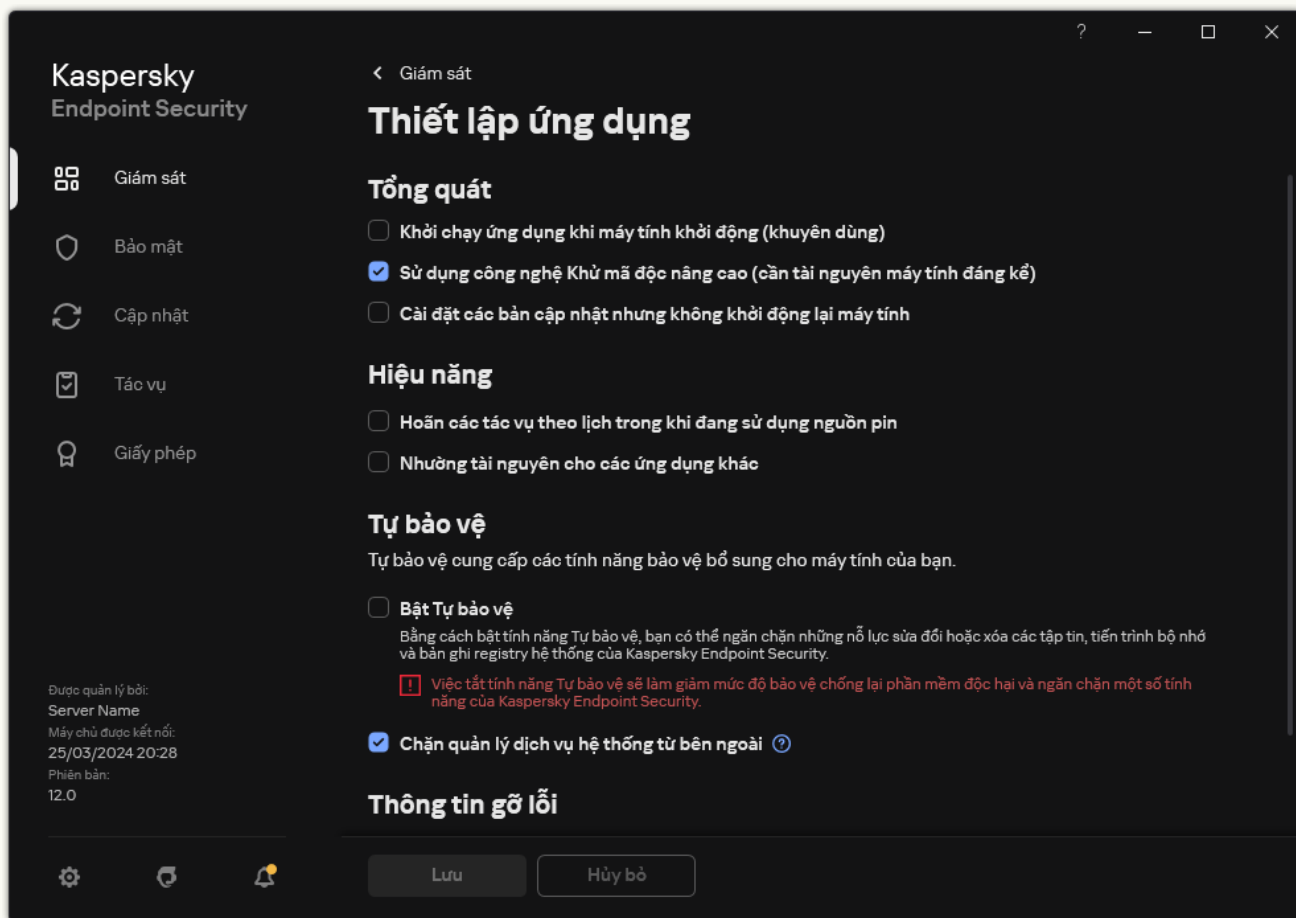 Kaspersky
Endpoint Security
Giám sát
Bảo mật
Cập nhật
Tác vụ
Giấy phép
Được quản lý bởi:
Server Name
Máy chủ được kết nối:
25/03/2024 20:28
Phiên bản:
12.0
?
Giám sát
Thiết lập ứng dụng
Tổng quát
Khởi chạy ứng dụng khi máy tính khởi động (khuyên dùng)
Sử dụng công nghệ Khử mã độc nâng cao (cần tài nguyên máy tính đáng kể)
Cài đặt các bản cập nhật nhưng không khởi động lại máy tính
Hiệu năng
Hoãn các tác vụ theo lịch trong khi đang sử dụng nguồn pin
Nhường tài nguyên cho các ứng dụng khác
Tự bảo vệ
Tự bảo vệ cung cấp các tính năng bảo vệ bổ sung cho máy tính của bạn.
Bật Tự bảo vệ
Bằng cách bật tính năng Tự bảo vệ, bạn có thể ngăn chặn những nỗ lực sửa đổi hoặc xóa các tập tin, tiến trình bộ nhớ
và bản ghi registry hệ thống của Kaspersky Endpoint Security.
! Việc tắt tính năng Tự bảo vệ sẽ làm giảm mức độ bảo vệ chống lại phần mềm độc hại và ngăn chặn một số tính
năng của Kaspersky Endpoint Security.
Chặn quản lý dịch vụ hệ thống từ bên ngoài ?
Thông tin gỡ lỗi
Lưu
Hủy bỏ